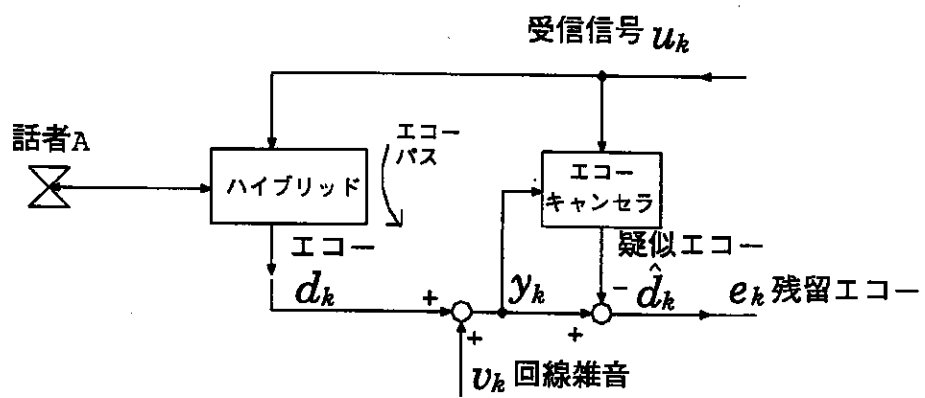 受信信号 u_k
話者A
エコー
パス
ハイブリッド
エコー
キャンセラ
エコー
疑似エコー
d_k
+
y_k
-
\hat{d}_k
e_k 残留エコー
+
+
v_k 回線雑音